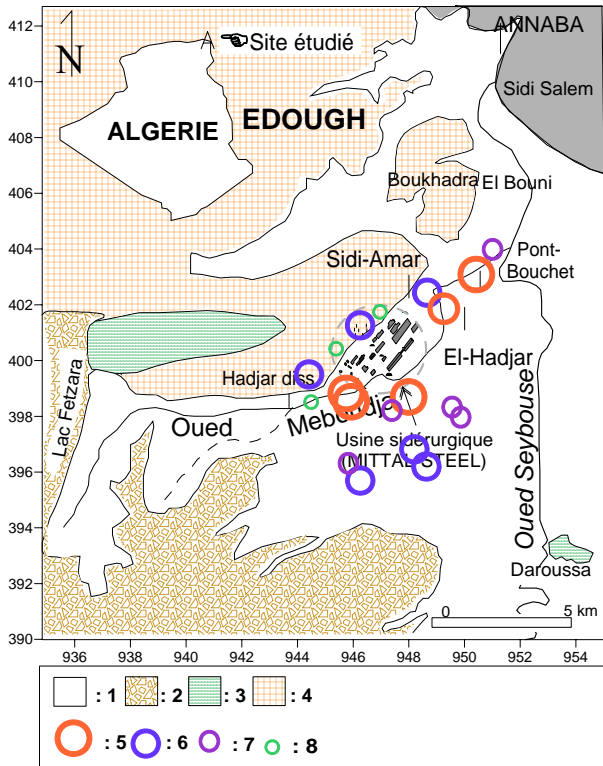 412
410
408
406
404
402
400
398
396
394
392
390
N
Site étudié
ANNABA
Sidi Salem
ALGERIE
EDOUGH
Boukhadra
El Bouni
Sidi-Amar
Pont-
Bouchet
El-Hadjar
Lac Fetzara
Hadjar diss
Oued
Mebоudja
Usine sidérurgique
(MITTAL STEEL)
Oued Seybouse
Daroussa
0 5 km
936 938 940 942 944 946 948 950 952 954
: 1 : 2 : 3 : 4
: 5 : 6 : 7 : 8